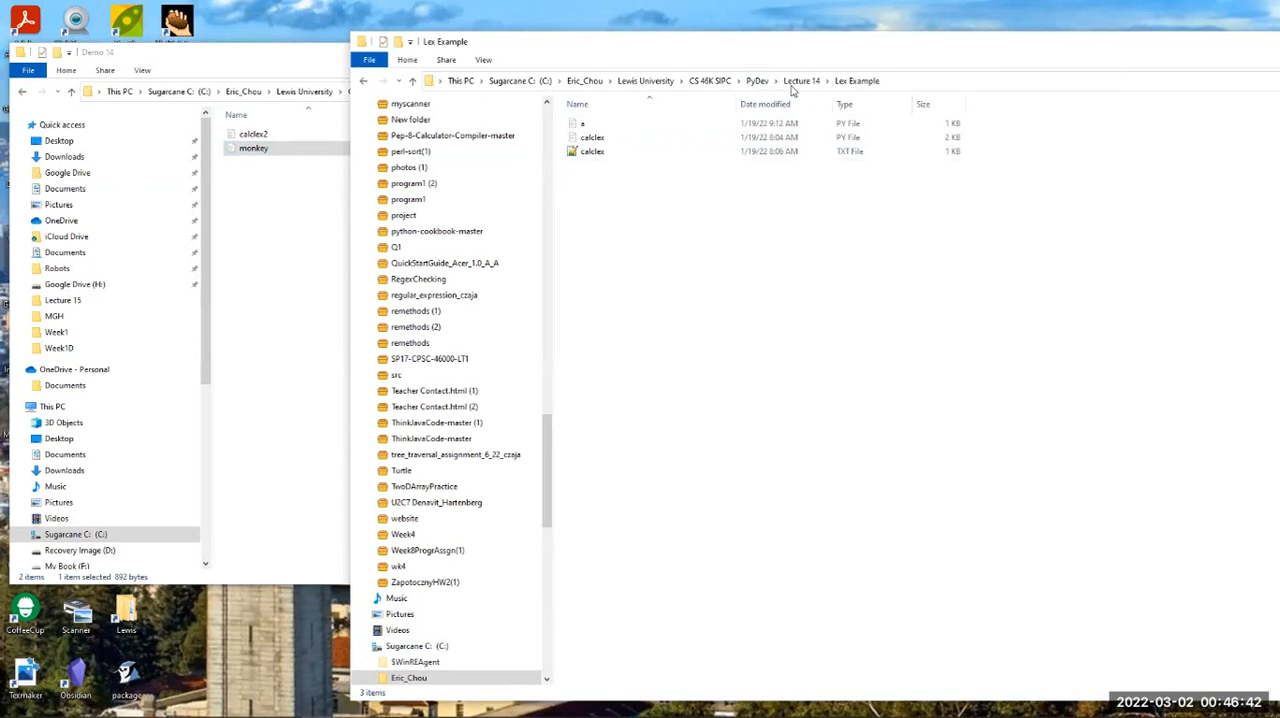 Demo 14
File Home Share View
This PC > Sugarcane C: (C:) > Eric_Chou > Lewis University >
Name
Quick access
Desktop
Downloads
Google Drive
Documents
Pictures
OneDrive
iCloud Drive
Documents
Robots
Google Drive (H:)
Lecture 15
MGH
Week1
Week1D
OneDrive - Personal
Documents
This PC
3D Objects
Desktop
Documents
Downloads
Music
Pictures
Videos
Sugarcane C: (C:)
Recovery Image (D:)
My Book (F:)
calclex2
monkey
2 items 1 item selected 892 bytes
CoffeeCup
Scanner
Lewis
Texmaker
Obsidian
package
Lex Example
File Home Share View
This PC > Sugarcane C: (C:) > Eric_Chou > Lewis University > CS 46K SIPC > PyDev > Lecture 14 > Lex Example
myscanner
New folder
Pep-8-Calculator-Compiler-master
perl-sort(1)
photos (1)
program1 (2)
program1
project
python-cookbook-master
Q1
QuickStartGuide_Acer_1.0_A_A
RegexChecking
regular_expression_czaja
remethods (1)
remethods (2)
remethods
SP17-CPSC-46000-LT1
src
Teacher Contact.html (1)
Teacher Contact.html (2)
ThinkJavaCode-master (1)
ThinkJavaCode-master
tree_traversal_assignment_6_22_czaja
Turtle
TwoDArrayPractice
U2C7 Denavit_Hartenberg
website
Week4
Week8ProgrAssgn(1)
wk4
ZapotocznyHW2(1)
Music
Pictures
Videos
Sugarcane C: (C:)
$WinREAgent
Eric_Chou
Name Date modified Type Size
a 1/19/22 9:12 AM PY File 1 KB
calclex 1/19/22 8:04 AM PY File 2 KB
calclex 1/19/22 8:06 AM TXT File 1 KB
3 items
2022-03-02 00:46:42